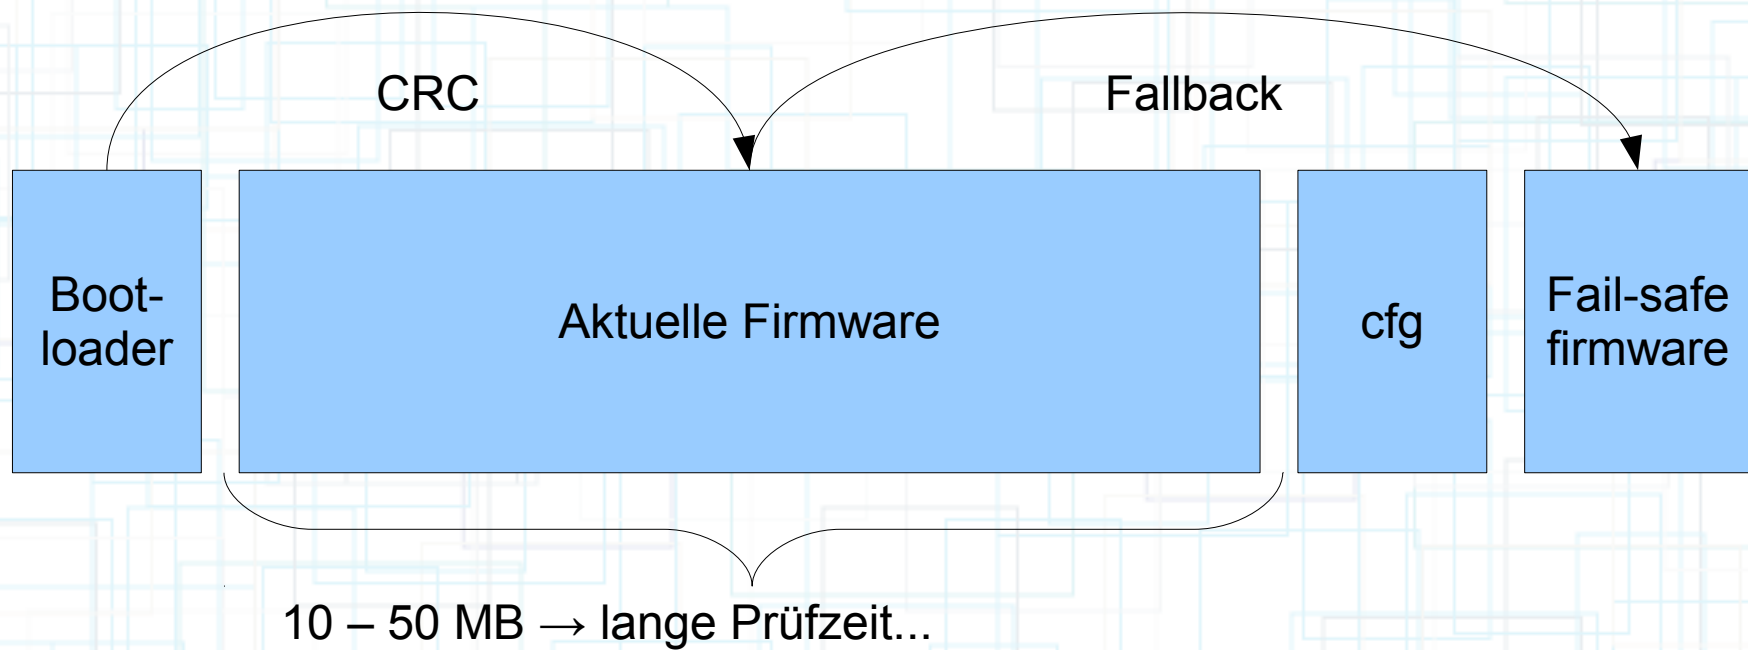 CRC
Fallback
Boot-
loader
Aktuelle Firmware
cfg
Fail-safe
firmware
10 – 50 MB → lange Prüfzeit...